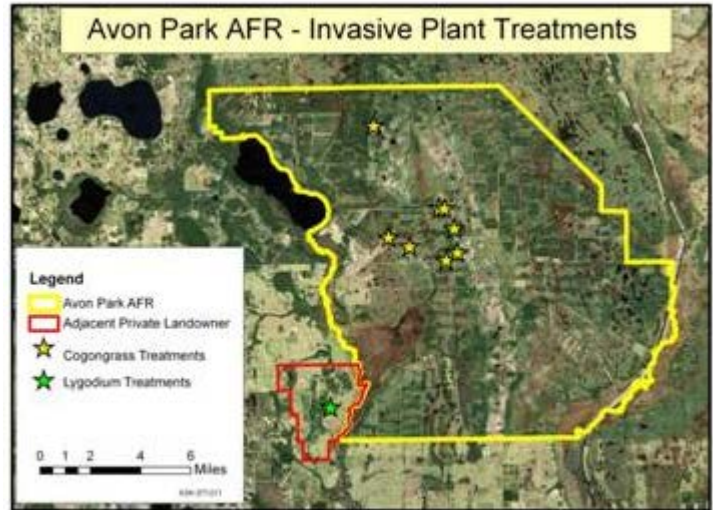 Avon Park AFR - Invasive Plant Treatments
Legend
Avon Park AFR
Adjacent Private Landowner
Cogongrass Treatments
Lygodium Treatments
0 1 2 4 6
Miles